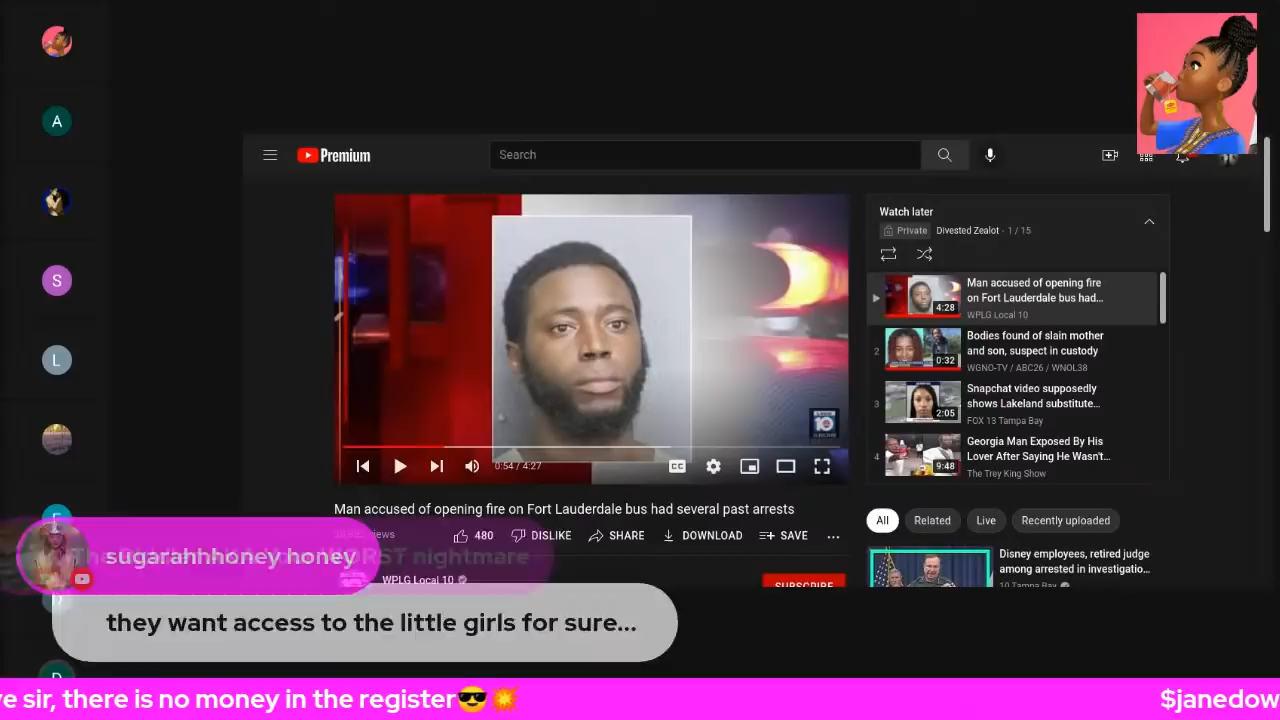 A
Premium
Search
Watch later
Private Divested Zealot - 1 / 15
Man accused of opening fire
on Fort Lauderdale bus had...
4:28
WPLG Local 10
2
Bodies found of slain mother
and son, suspect in custody
0:32
WGNO-TV / ABC26 / WNOL38
3
Snapchat video supposedly
shows Lakeland substitute...
2:05
FOX 13 Tampa Bay
4
Georgia Man Exposed By His
Lover After Saying He Wasn't...
9:48
The Trey King Show
S
L
10
CC
0:54 / 4:27
Man accused of opening fire on Fort Lauderdale bus had several past arrests
views
480
DISLIKE
SHARE
DOWNLOAD
SAVE
All
Related
Live
Recently uploaded
Disney employees, retired judge
among arrested in investigatio...
10 Tampa Bay
WPLG Local 10
SUBSCRIBE
sugarahhhoney honey
WORST nightmare
they want access to the little girls for sure...
ve sir, there is no money in the register😎💥
$janedow